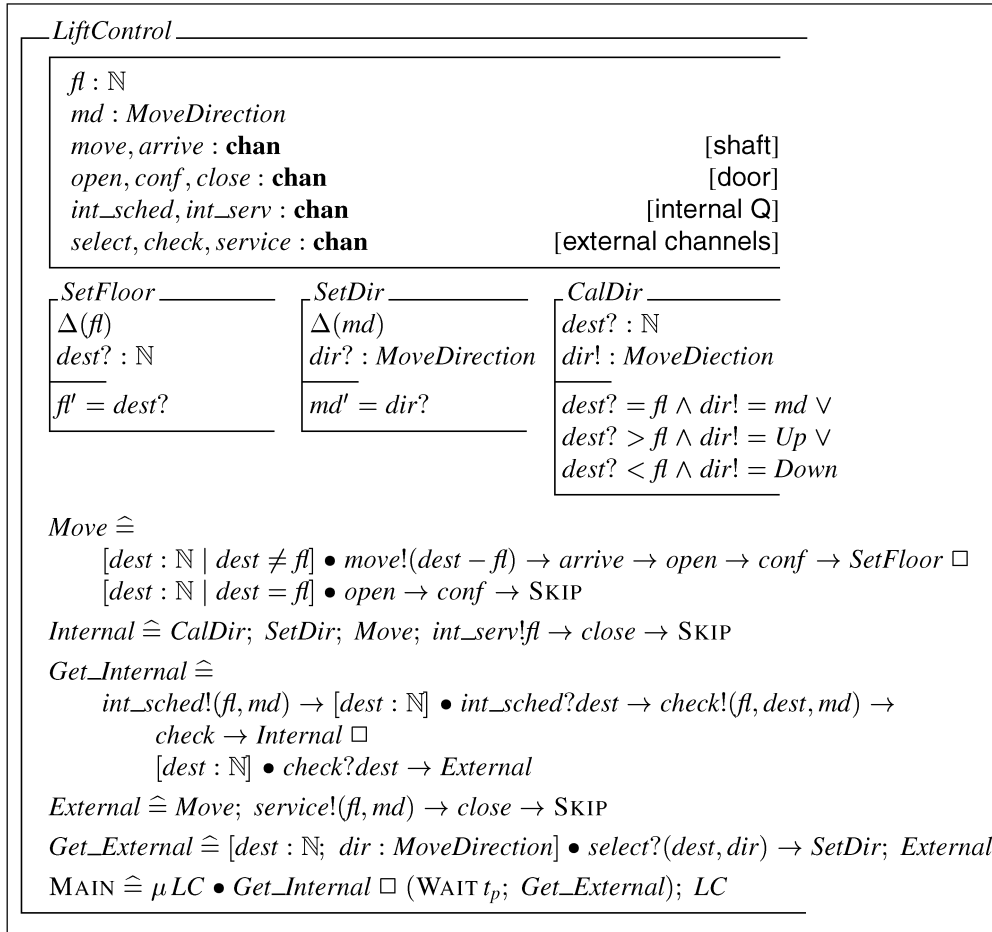 LiftControl
fl : ℕ
md : MoveDirection
move, arrive : chan [shaft]
open, conf, close : chan [door]
int_sched, int_serv : chan [internal Q]
select, check, service : chan [external channels]
SetFloor
Δ(fl)
dest? : ℕ
fl′ = dest?
SetDir
Δ(md)
dir? : MoveDirection
md′ = dir?
CalDir
dest? : ℕ
dir! : MoveDiection
dest? = fl ∧ dir! = md ∨
dest? > fl ∧ dir! = Up ∨
dest? < fl ∧ dir! = Down
Move ≙
[dest : ℕ | dest ≠ fl] • move!(dest − fl) → arrive → open → conf → SetFloor □
[dest : ℕ | dest = fl] • open → conf → SKIP
Internal ≙ CalDir; SetDir; Move; int_serv!fl → close → SKIP
Get_Internal ≙
int_sched!(fl, md) → [dest : ℕ] • int_sched?dest → check!(fl, dest, md) →
check → Internal □
[dest : ℕ] • check?dest → External
External ≙ Move; service!(fl, md) → close → SKIP
Get_External ≙ [dest : ℕ; dir : MoveDirection] • select?(dest, dir) → SetDir; External
MAIN ≙ μ LC • Get_Internal □ (WAIT tₚ; Get_External); LC